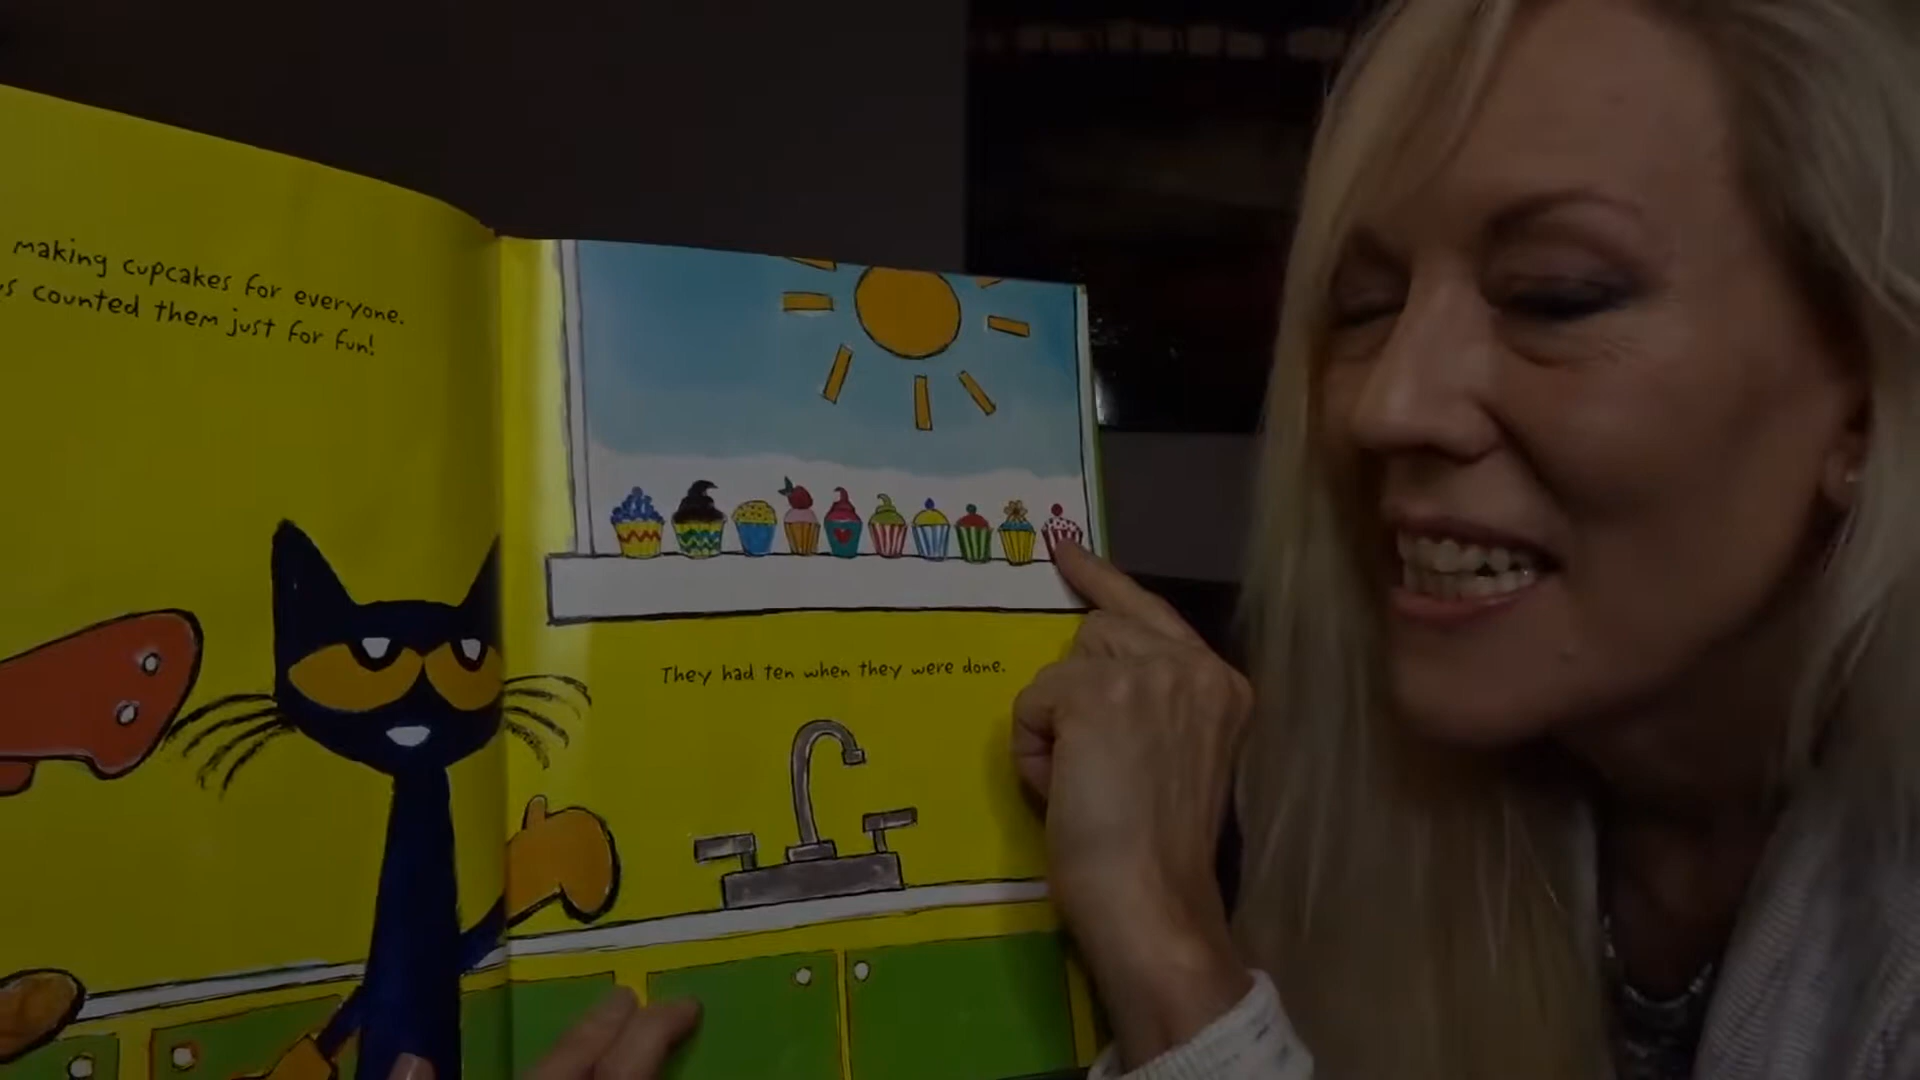 making cupcakes for everyone.
s counted them just for fun!
They had ten when they were done.